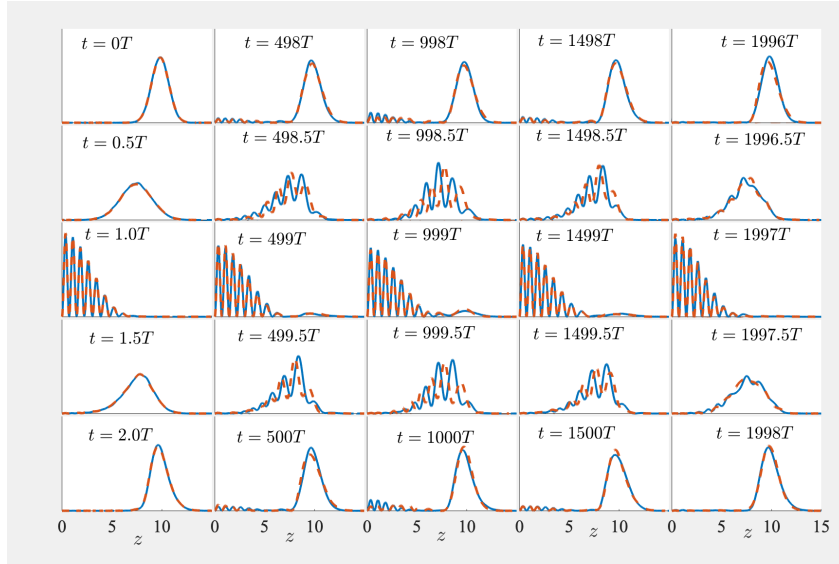 t = 0T t = 498T t = 998T t = 1498T t = 1996T
t = 0.5T t = 498.5T t = 998.5T t = 1498.5T t = 1996.5T
t = 1.0T t = 499T t = 999T t = 1499T t = 1997T
t = 1.5T t = 499.5T t = 999.5T t = 1499.5T t = 1997.5T
t = 2.0T t = 500T t = 1000T t = 1500T t = 1998T
0 5 10 0 5 10 0 5 10 0 5 10 0 5 10 15
z z z z z